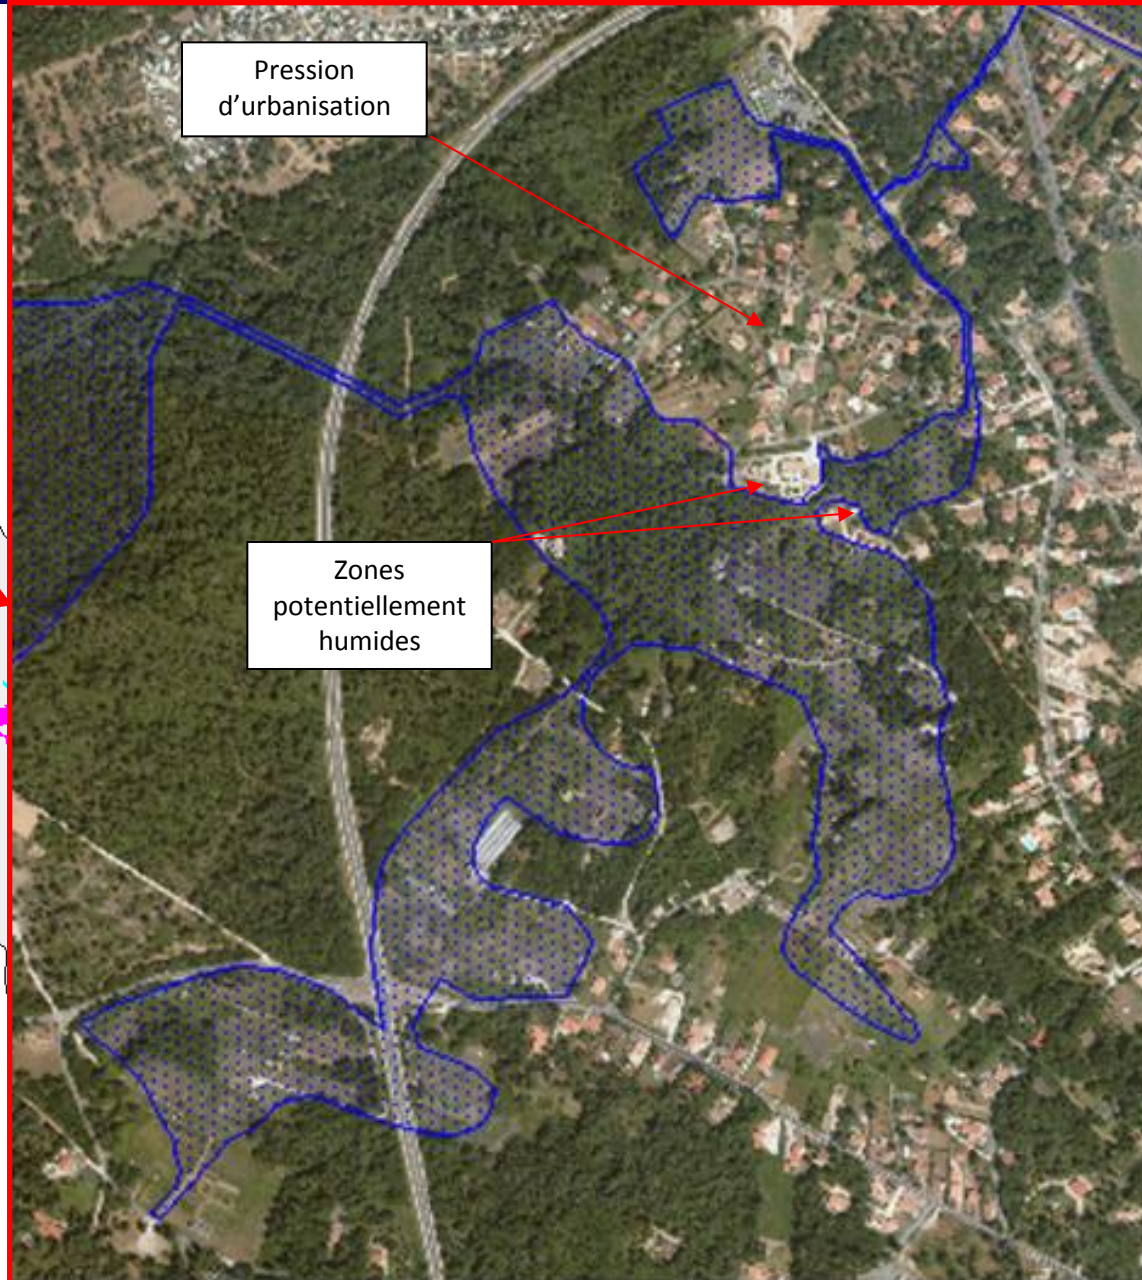 Pression
d’urbanisation
Zones
potentiellement
humides